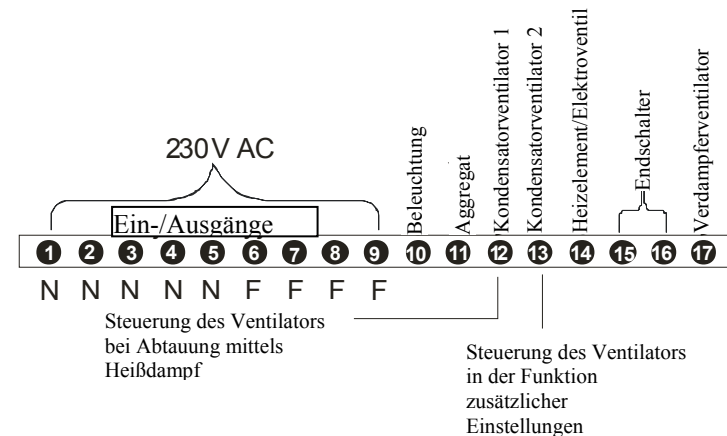 230V AC
Ein-/Ausgänge
Beleuchtung
Aggregat
Kondensatorventilator 1
Kondensatorventilator 2
Heizelement/Elektroventil
Endschalter
Verdampferventilator
1 2 3 4 5 6 7 8 9 10 11 12 13 14 15 16 17
N N N N N F F F F
Steuerung des Ventilators
bei Abtauung mittels
Heißdampf
Steuerung des Ventilators
in der Funktion
zusätzlicher
Einstellungen